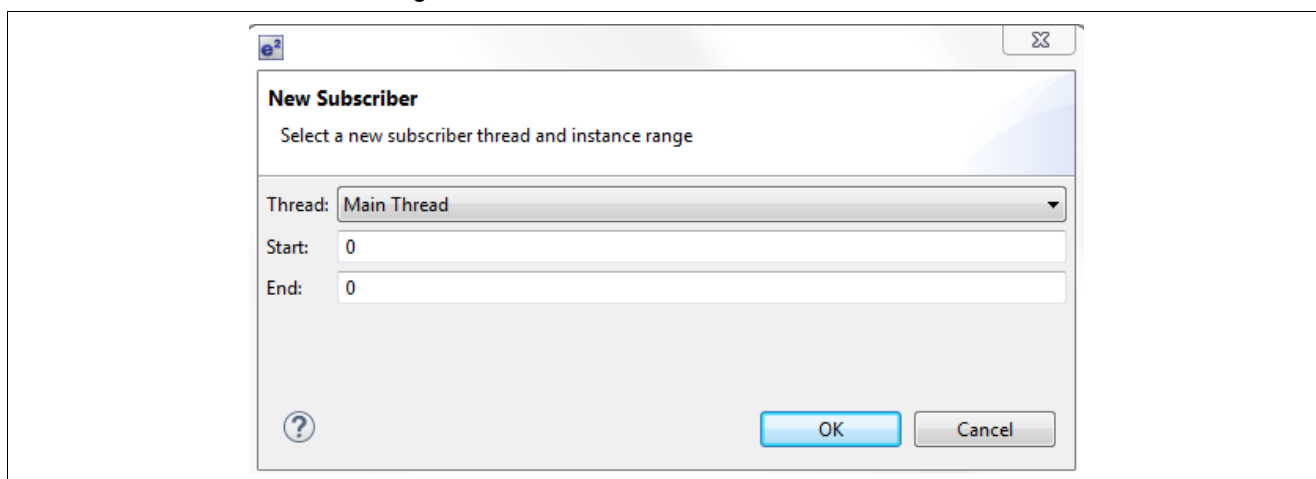 e²
New Subscriber
Select a new subscriber thread and instance range
Thread: Main Thread
Start: 0
End: 0
?
OK Cancel